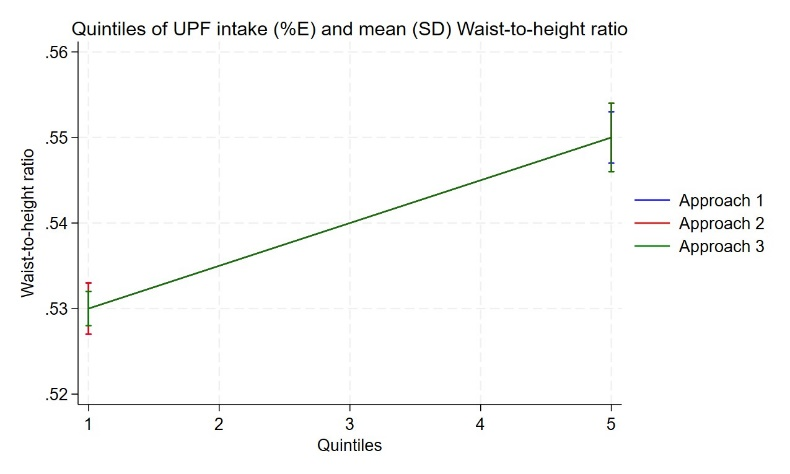 Quintiles of UPF intake (%E) and mean (SD) Waist-to-height ratio
.56
.55
.54
.53
.52
Waist-to-height ratio
1 2 3 4 5
Quintiles
Approach 1
Approach 2
Approach 3